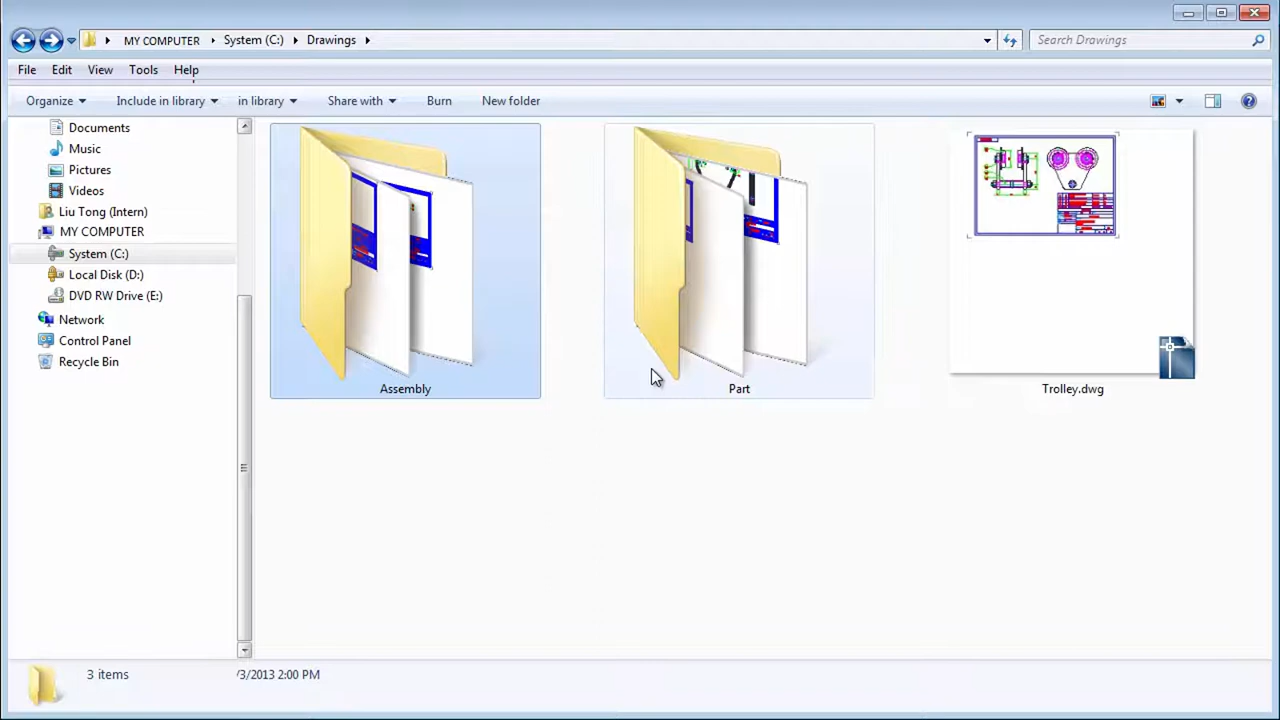 MY COMPUTER System (C:) Drawings
Search Drawings
File Edit View Tools Help
Organize Include in library in library Share with Burn New folder
Documents
Music
Pictures
Videos
Liu Tong (Intern)
MY COMPUTER
System (C:)
Local Disk (D:)
DVD RW Drive (E:)
Network
Control Panel
Recycle Bin
Assembly
Part
Trolley.dwg
3 items
/3/2013 2:00 PM